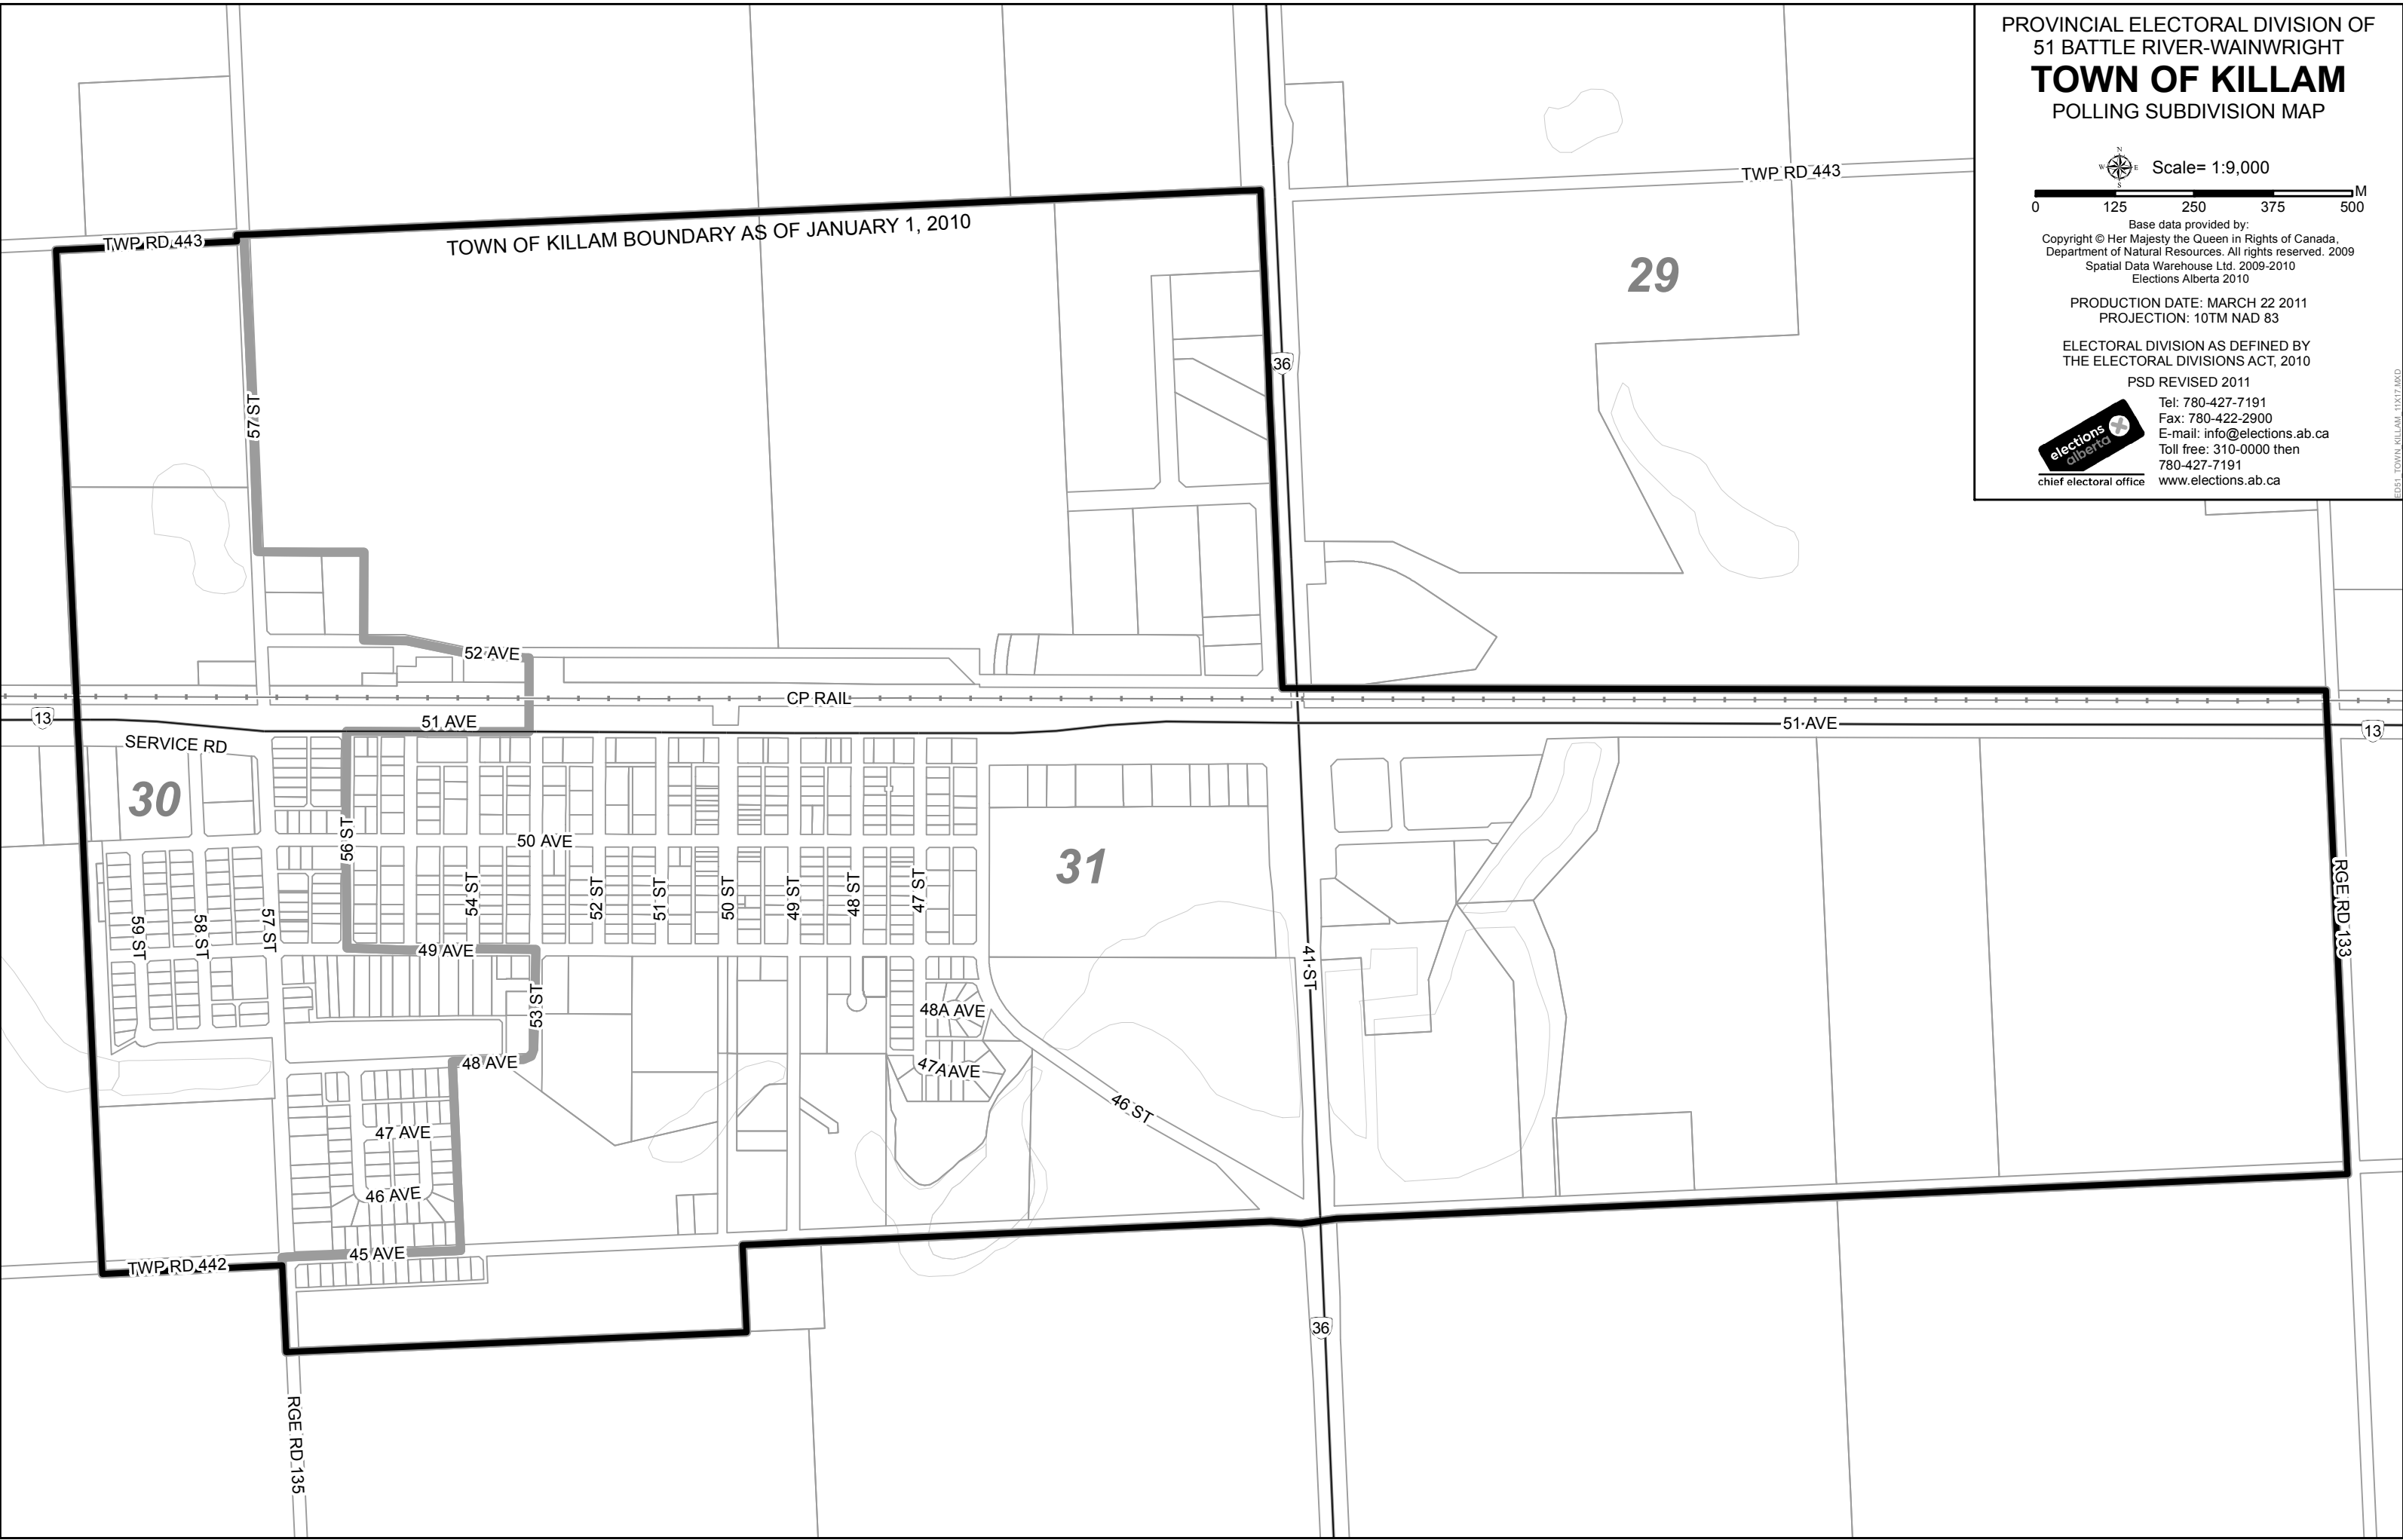 PROVINCIAL ELECTORAL DIVISION OF
51 BATTLE RIVER-WAINWRIGHT
TOWN OF KILLAM
POLLING SUBDIVISION MAP
N
W E
S
Scale= 1:9,000
M
0 125 250 375 500
Base data provided by:
Copyright © Her Majesty the Queen in Rights of Canada,
Department of Natural Resources. All rights reserved. 2009
Spatial Data Warehouse Ltd. 2009-2010
Elections Alberta 2010
PRODUCTION DATE: MARCH 22 2011
PROJECTION: 10TM NAD 83
ELECTORAL DIVISION AS DEFINED BY
THE ELECTORAL DIVISIONS ACT, 2010
PSD REVISED 2011
elections
alberta
chief electoral office
Tel: 780-427-7191
Fax: 780-422-2900
E-mail: info@elections.ab.ca
Toll free: 310-0000 then
780-427-7191
www.elections.ab.ca
ED51_TOWN_KILLAM_11X17.MXD
TWP RD 443
TWP RD 443
TOWN OF KILLAM BOUNDARY AS OF JANUARY 1, 2010
29
36
57 ST
52 AVE
CP RAIL
13
51 AVE
51 AVE
13
SERVICE RD
30
56 ST
50 AVE
31
54 ST
52 ST
51 ST
50 ST
49 ST
48 ST
47 ST
59 ST
58 ST
57 ST
RGE RD 133
49 AVE
41 ST
53 ST
48A AVE
48 AVE
47A AVE
46 ST
47 AVE
46 AVE
45 AVE
TWP RD 442
36
RGE RD 135